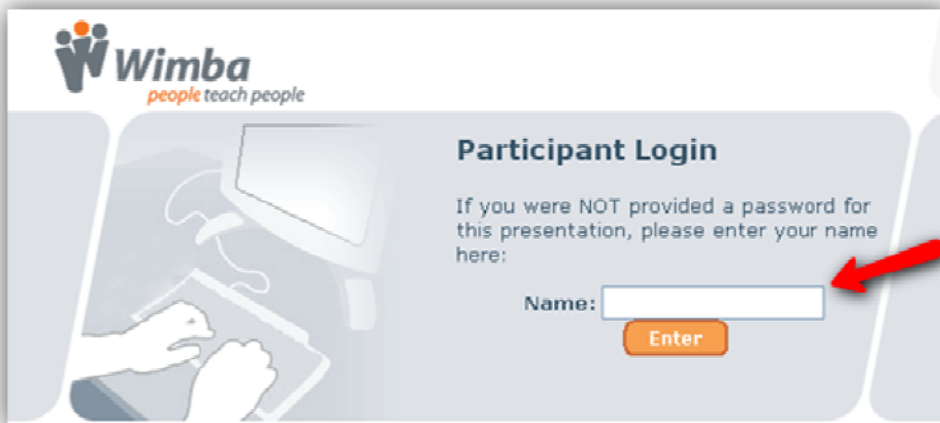 Wimba
people teach people
Participant Login
If you were NOT provided a password for
this presentation, please enter your name
here:
Name:
Enter